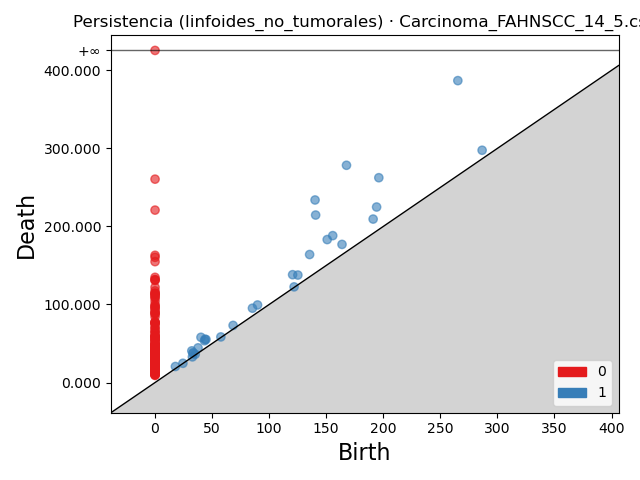 Persistencia (linfoides_no_tumorales) · Carcinoma_FAHNSCC_14_5.cs
+∞
400.000
300.000
200.000
100.000
0.000
Death
0
1
0 50 100 150 200 250 300 350 400
Birth